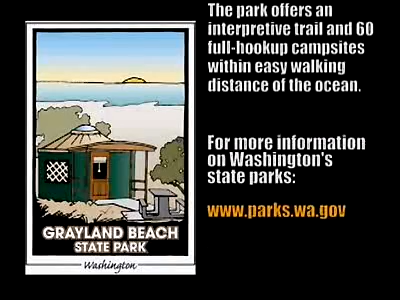 The park offers an
interpretive trail and 60
full-hookup campsites
within easy walking
distance of the ocean.
For more information
on Washington's
state parks:
www.parks.wa.gov
GRAYLAND BEACH
STATE PARK
Washington